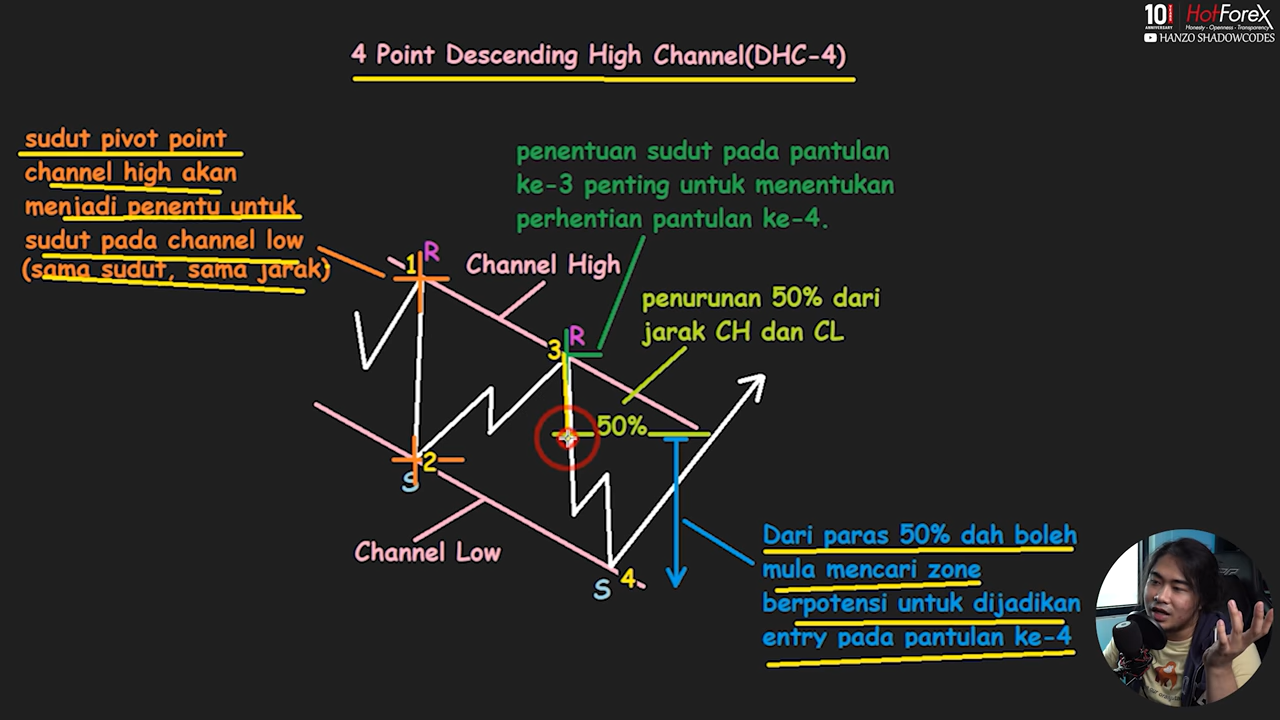 10
ANNIVERSARY
HotForeX
Honesty - Openness - Transparency
HANZO SHADOWCODES
4 Point Descending High Channel(DHC-4)
sudut pivot point
channel high akan
menjadi penentu untuk
sudut pada channel low
(sama sudut, sama jarak)
penentuan sudut pada pantulan
ke-3 penting untuk menentukan
perhentian pantulan ke-4.
1
R
Channel High
penurunan 50% dari
jarak CH dan CL
3
R
50%
2
S
Channel Low
S
4
Dari paras 50% dah boleh
mula mencari zone
berpotensi untuk dijadikan
entry pada pantulan ke-4